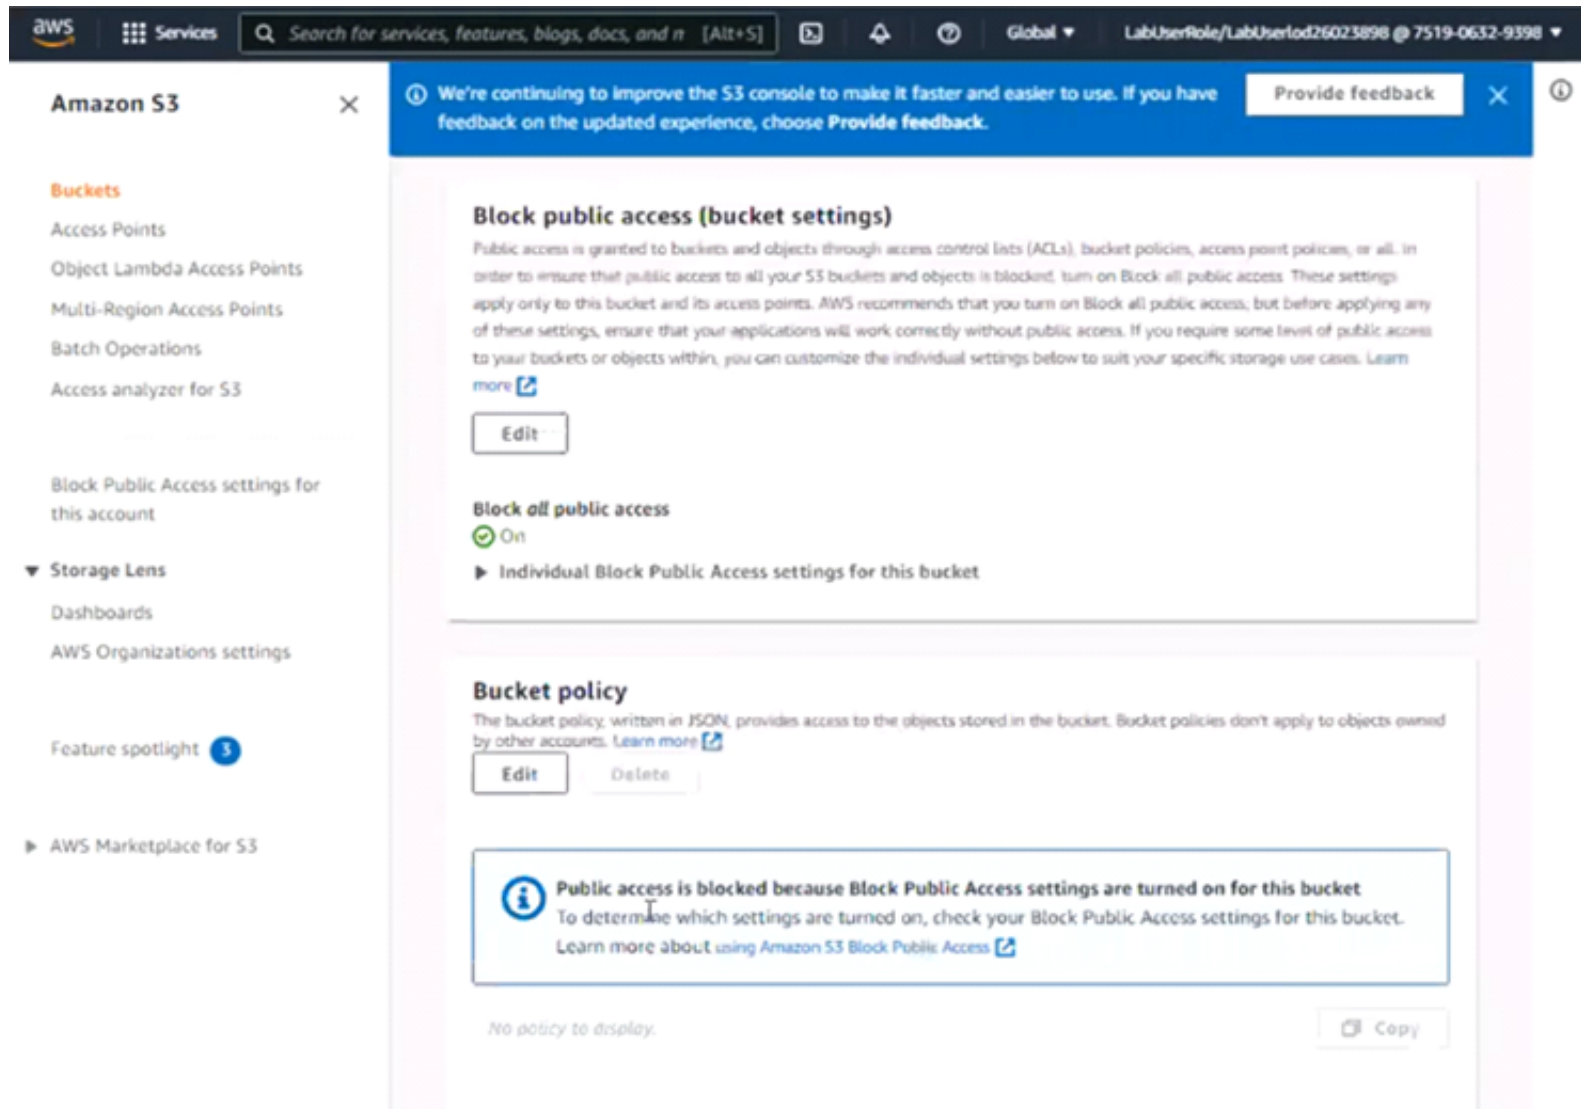 aws
Services
Search for services, features, blogs, docs, and n [Alt+S]
Global
LabUserRole/LabUserlod26023898 @ 7519-0632-9398
Amazon S3
We're continuing to improve the S3 console to make it faster and easier to use. If you have
feedback on the updated experience, choose Provide feedback.
Provide feedback
Buckets
Access Points
Object Lambda Access Points
Multi-Region Access Points
Batch Operations
Access analyzer for S3
Block Public Access settings for
this account
Storage Lens
Dashboards
AWS Organizations settings
Feature spotlight 3
AWS Marketplace for S3
Block public access (bucket settings)
Public access is granted to buckets and objects through access control lists (ACLs), bucket policies, access point policies, or all. In
order to ensure that public access to all your S3 buckets and objects is blocked, turn on Block all public access. These settings
apply only to this bucket and its access points. AWS recommends that you turn on Block all public access, but before applying any
of these settings, ensure that your applications will work correctly without public access. If you require some level of public access
to your buckets or objects within, you can customize the individual settings below to suit your specific storage use cases. Learn
more
Edit
Block all public access
On
Individual Block Public Access settings for this bucket
Bucket policy
The bucket policy, written in JSON, provides access to the objects stored in the bucket. Bucket policies don't apply to objects owned
by other accounts. Learn more
Edit
Delete
Public access is blocked because Block Public Access settings are turned on for this bucket
To determine which settings are turned on, check your Block Public Access settings for this bucket.
Learn more about using Amazon S3 Block Public Access
No policy to display.
Copy